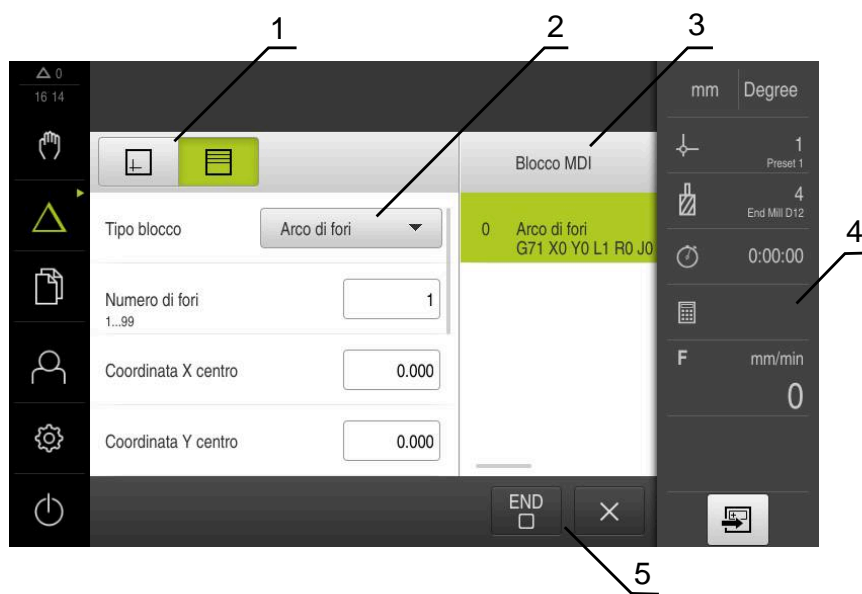 1
2
3
0
16 14
mm Degree
1
Preset 1
Blocco MDI
4
End Mill D12
4
Tipo blocco
Arco di fori
0 Arco di fori
G71 X0 Y0 L1 R0 J0
0:00:00
Numero di fori
1...99
1
F mm/min
0
Coordinata X centro
0.000
Coordinata Y centro
0.000
END
5